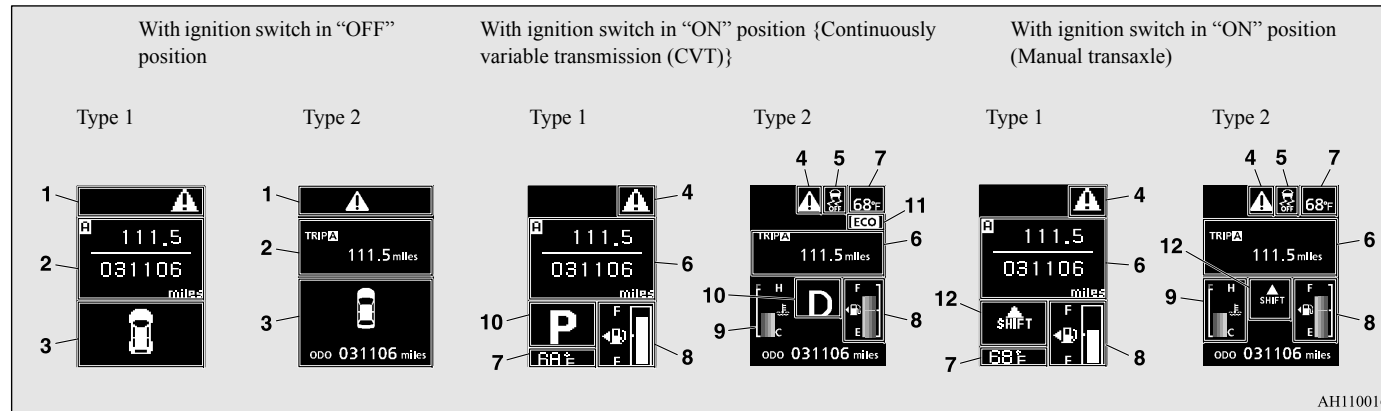 With ignition switch in “OFF”
position
With ignition switch in “ON” position {Continuously
variable transmission (CVT)}
With ignition switch in “ON” position
(Manual transaxle)
Type 1
Type 2
Type 1
Type 2
Type 1
Type 2
1
2
3
A
111.5
031106
miles
1
2
3
TRIP A
111.5 miles
ODO 031106 miles
4
6
10
7
8
A
111.5
031106
miles
P
F
4 5 7
OFF
68°F
11
ECO
6
TRIP A
111.5 miles
10
9
8
F H
C
D
F
E
ODO 031106 miles
4
6
12
7
8
A
111.5
031106
miles
SHIFT
F
68°F
4 5 7
OFF
68°F
6
12
9
8
TRIP A
111.5 miles
F H
C
SHIFT
F
E
ODO 031106 miles